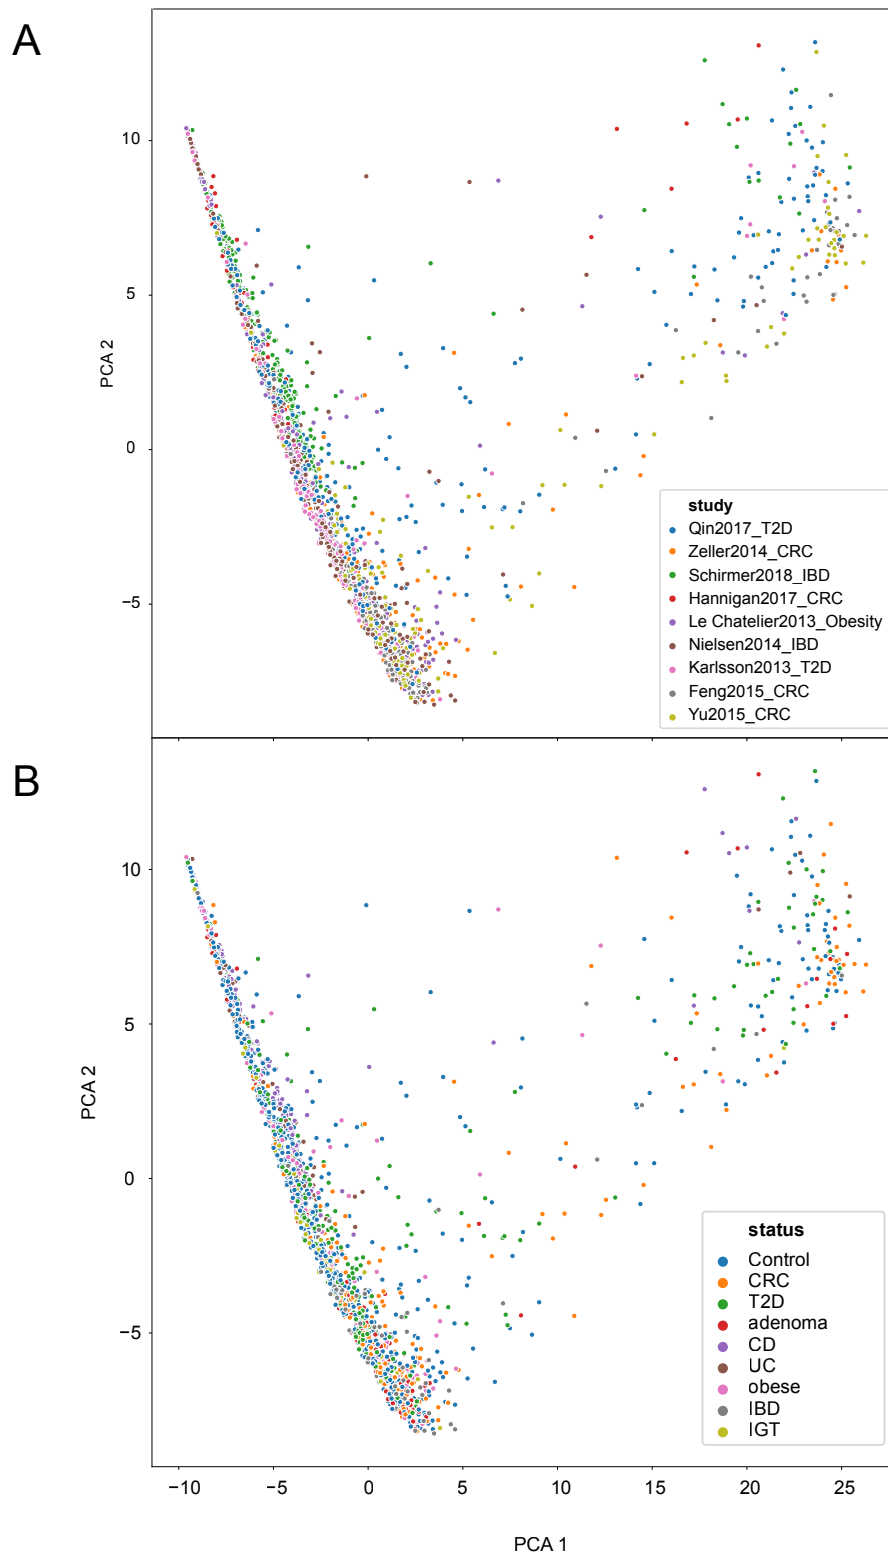 A
10
5
0
−5
PCA 2
study
Qin2017_T2D
Zeller2014_CRC
Schirmer2018_IBD
Hannigan2017_CRC
Le Chatelier2013_Obesity
Nielsen2014_IBD
Karlsson2013_T2D
Feng2015_CRC
Yu2015_CRC
B
10
5
0
−5
PCA 2
status
Control
CRC
T2D
adenoma
CD
UC
obese
IBD
IGT
−10 −5 0 5 10 15 20 25
PCA 1